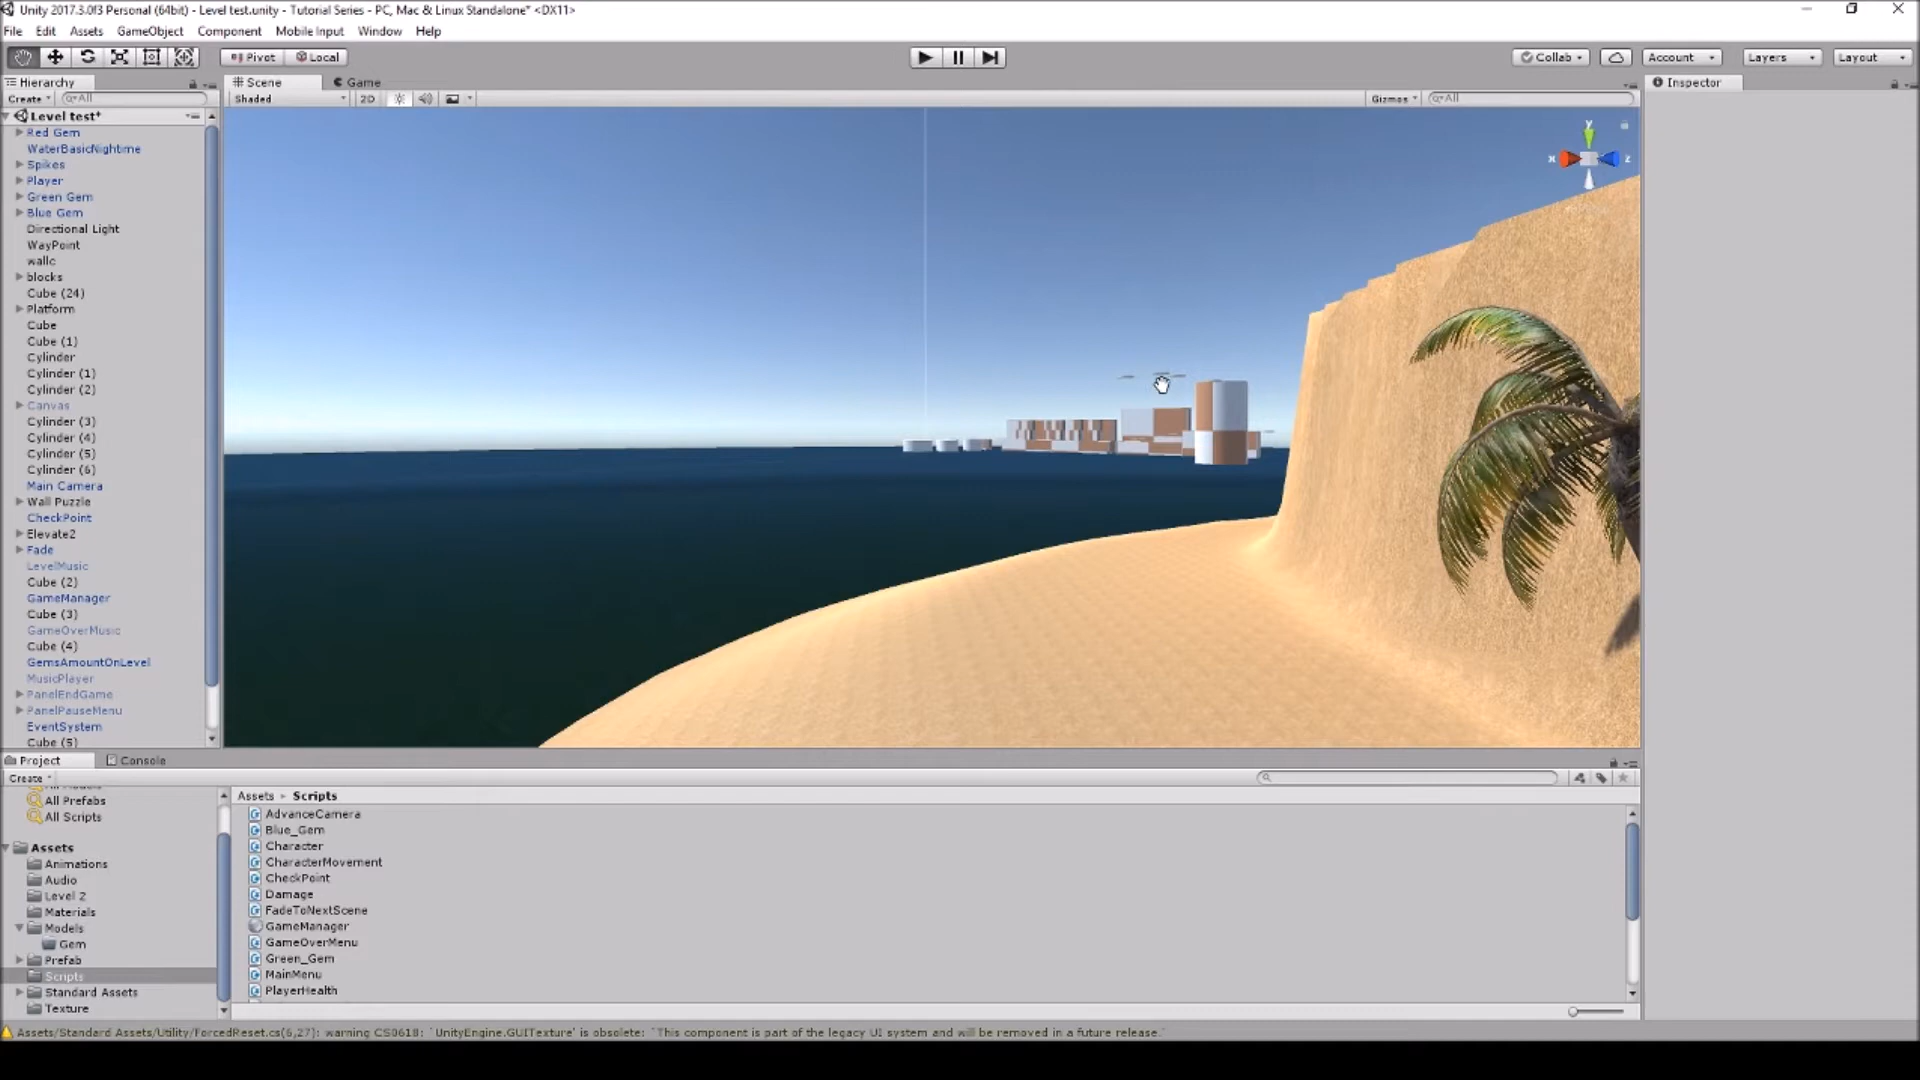 Unity 2017.3.0f3 Personal (64bit) - Level test.unity - Tutorial Series - PC, Mac & Linux Standalone* <DX11>
File Edit Assets GameObject Component Mobile Input Window Help
Pivot Local Collab Account Layers Layout
Hierarchy Scene Game Inspector
Create All Shaded 2D Gizmos All
Level test*
Red Gem
WaterBasicNightime
Spikes
Player
Green Gem
Blue Gem
Directional Light
WayPoint
wallc
blocks
Cube (24)
Platform
Cube
Cube (1)
Cylinder
Cylinder (1)
Cylinder (2)
Canvas
Cylinder (3)
Cylinder (4)
Cylinder (5)
Cylinder (6)
Main Camera
Wall Puzzle
CheckPoint
Elevate2
Fade
LevelMusic
Cube (2)
GameManager
Cube (3)
GameOverMusic
Cube (4)
GemsAmountOnLevel
MusicPlayer
PanelEndGame
PanelPauseMenu
EventSystem
Cube (5)
y
x z
Project Console
Create
All Models
All Prefabs
All Scripts
Assets
Animations
Audio
Level 2
Materials
Models
Gem
Prefab
Scripts
Standard Assets
Texture
Assets Scripts
AdvanceCamera
Blue_Gem
Character
CharacterMovement
CheckPoint
Damage
FadeToNextScene
GameManager
GameOverMenu
Green_Gem
MainMenu
PlayerHealth
Assets/Standard Assets/Utility/ForcedReset.cs(6,27): warning CS0618: `UnityEngine.GUITexture' is obsolete: `This component is part of the legacy UI system and will be removed in a future release.'